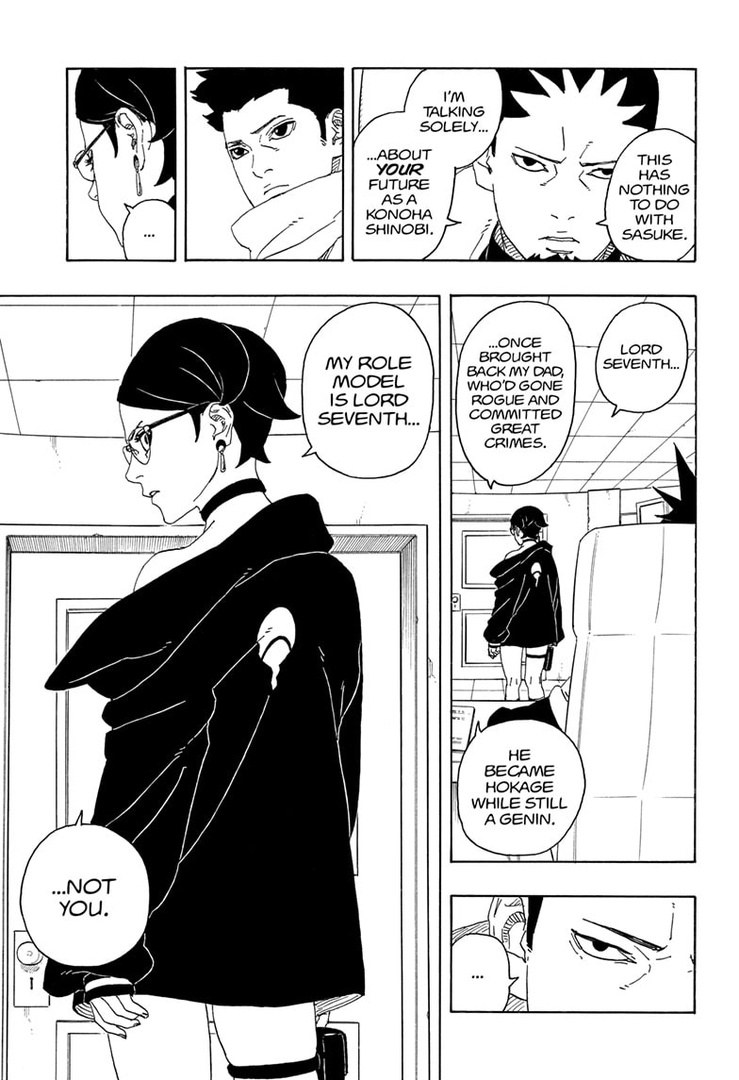 THIS
HAS
NOTHING
TO DO
WITH
SASUKE.
I'M
TALKING
SOLELY...
...ABOUT
YOUR
FUTURE
AS A
KONOHA
SHINOBI.
...
LORD
SEVENTH...
...ONCE
BROUGHT
BACK MY DAD,
WHO'D GONE
ROGUE AND
COMMITTED
GREAT
CRIMES.
HE
BECAME
HOKAGE
WHILE STILL
A GENIN.
MY ROLE
MODEL
IS LORD
SEVENTH...
...NOT
YOU.
...